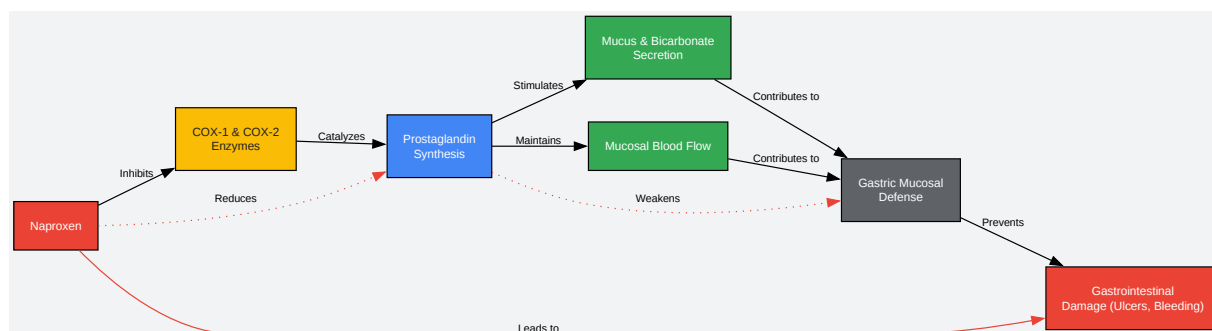 Mucus & Bicarbonate
Secretion
Stimulates
Contributes to
COX-1 & COX-2
Enzymes
Catalyzes
Prostaglandin
Synthesis
Maintains
Mucosal Blood Flow
Contributes to
Inhibits
Reduces
Weakens
Gastric Mucosal
Defense
Naproxen
Prevents
Gastrointestinal
Damage (Ulcers, Bleeding)
Leads to